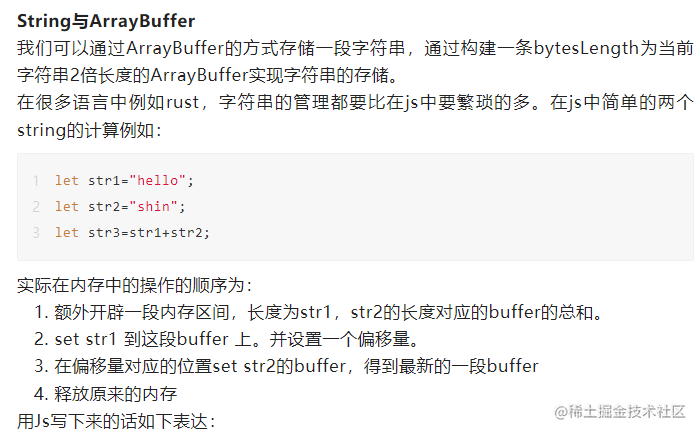 String与ArrayBuffer
我们可以通过ArrayBuffer的方式存储一段字符串，通过构建一条bytesLength为当前
字符串2倍长度的ArrayBuffer实现字符串的存储。
在很多语言中例如rust，字符串的管理都要比在js中要繁琐的多。在js中简单的两个
string的计算例如：
1 let str1="hello";
2 let str2="shin";
3 let str3=str1+str2;
实际在内存中的操作的顺序为：
1. 额外开辟一段内存区间，长度为str1，str2的长度对应的buffer的总和。
2. set str1 到这段buffer 上。并设置一个偏移量。
3. 在偏移量对应的位置set str2的buffer，得到最新的一段buffer
4. 释放原来的内存
用Js写下来的话如下表达：
@稀土掘金技术社区